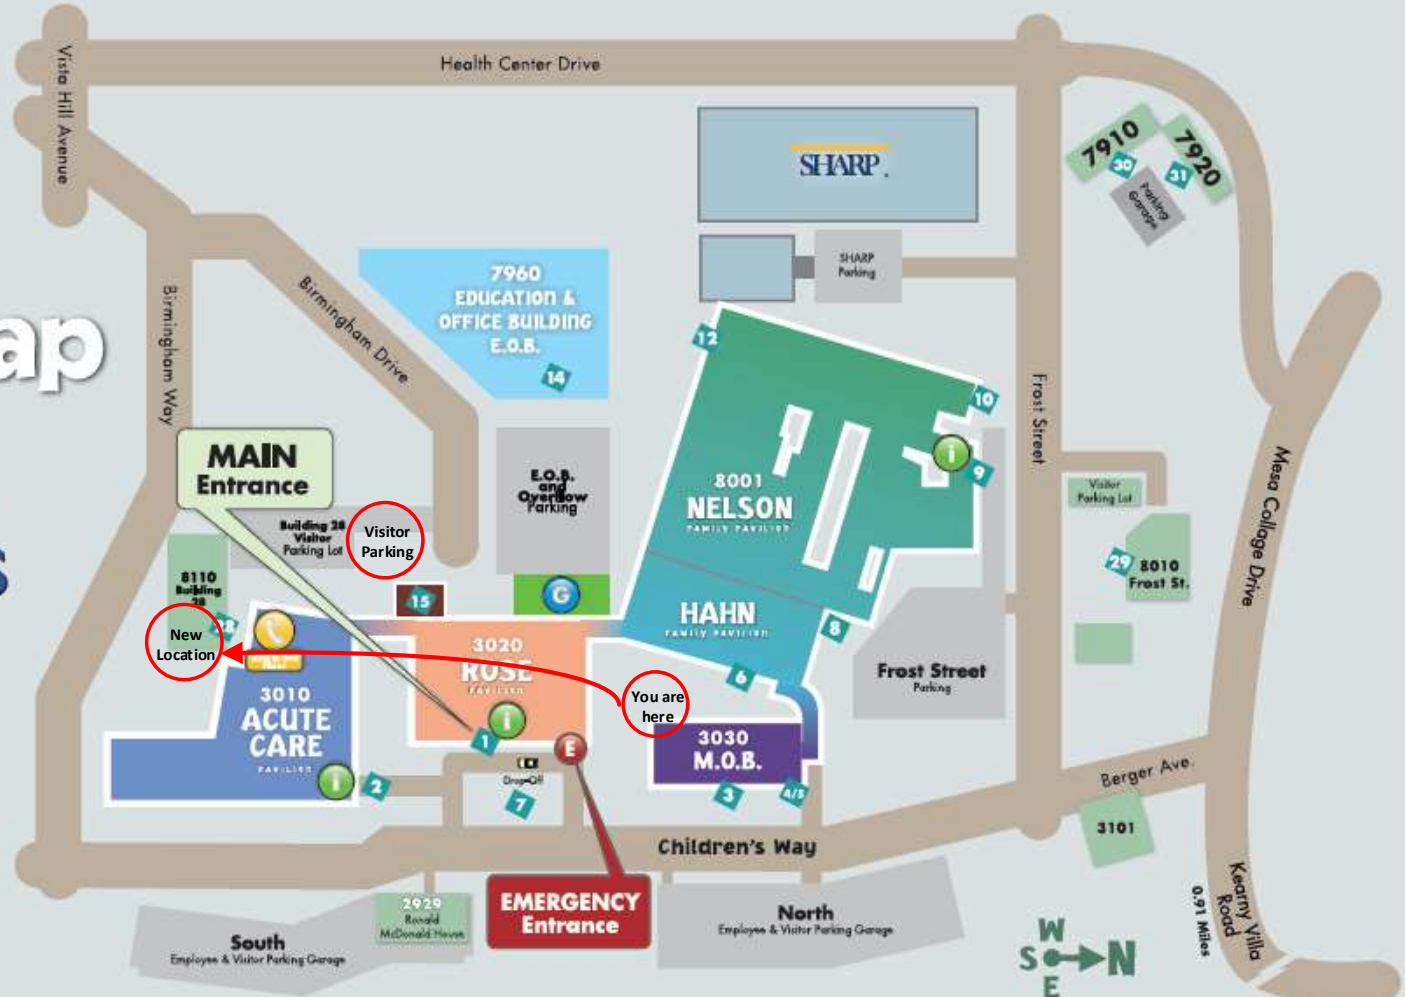 Vista Hill Avenue
Health Center Drive
SHARP
7910
7920
30
31
Parking
Garage
SHARP
Parking
Birmingham Way
Birmingham Drive
7960
EDUCATION &
OFFICE BUILDING
E.O.B.
14
ap
s
12
10
9
i
Frost Street
Mesa Collage Drive
MAIN
Entrance
E.O.B.
and
Overflow
Parking
8001
NELSON
FAMILY PAVILION
Visitor
Parking Lot
Building 28
Visitor
Parking Lot
Visitor
Parking
29
8010
Frost St.
8110
Building
28
28
15
G
HAHN
FAMILY PAVILION
8
6
New
Location
3020
ROSE
PAVILION
i
1
You are
here
Frost Street
Parking
3010
ACUTE
CARE
PAVILION
i
2
E
Drop-Off
7
3030
M.O.B.
3
4/5
Berger Ave.
3101
Children's Way
2929
Ronald
McDonald House
EMERGENCY
Entrance
South
Employee & Visitor Parking Garage
North
Employee & Visitor Parking Garage
Kearny Villa
Road
0.91 Miles
W
S
N
E